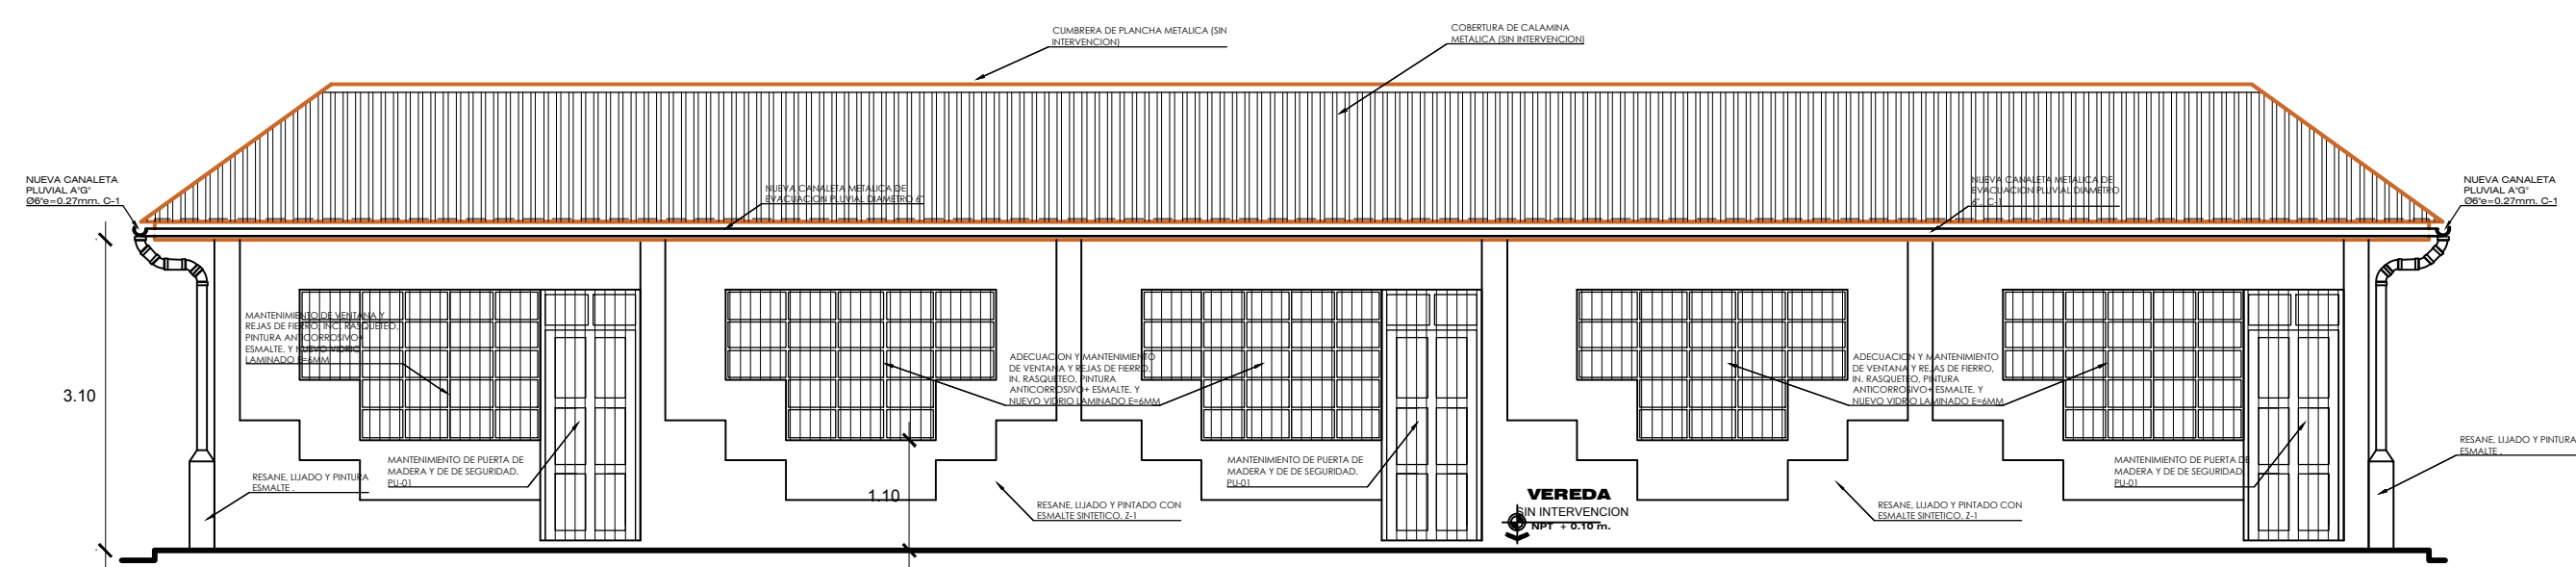 CUMBRERA DE PLANCHA METALICA (SIN
INTERVENCION)
COBERTURA DE CALAMINA
METALICA (SIN INTERVENCION)
NUEVA CANALETA
PLUVIAL A°G°
Ø6"e=0.27mm. C-1
NUEVA CANALETA METALICA DE
EVACUACION PLUVIAL DIAMETRO 6"
NUEVA CANALETA METALICA DE
EVACUACION PLUVIAL DIAMETRO
6". C-1
NUEVA CANALETA
PLUVIAL A°G°
Ø6"e=0.27mm. C-1
3.10
MANTENIMIENTO DE VENTANA Y
REJAS DE FIERRO, INC. RASQUETEO,
PINTURA ANTICORROSIVO+
ESMALTE. Y NUEVO VIDRIO
LAMINADO E=6MM
ADECUACION Y MANTENIMIENTO
DE VENTANA Y REJAS DE FIERRO,
IN. RASQUETEO, PINTURA
ANTICORROSIVO+ ESMALTE. Y
NUEVO VIDRIO LAMINADO E=6MM
ADECUACION Y MANTENIMIENTO
DE VENTANA Y REJAS DE FIERRO,
IN. RASQUETEO, PINTURA
ANTICORROSIVO+ ESMALTE. Y
NUEVO VIDRIO LAMINADO E=6MM
RESANE, LIJADO Y PINTURA
ESMALTE .
MANTENIMIENTO DE PUERTA DE
MADERA Y DE DE SEGURIDAD.
PU-01
1.10
RESANE, LIJADO Y PINTADO CON
ESMALTE SINTETICO. Z-1
MANTENIMIENTO DE PUERTA DE
MADERA Y DE DE SEGURIDAD.
PU-01
VEREDA
SIN INTERVENCION
NPT + 0.10 m.
RESANE, LIJADO Y PINTADO CON
ESMALTE SINTETICO. Z-1
MANTENIMIENTO DE PUERTA DE
MADERA Y DE DE SEGURIDAD.
PU-01
RESANE, LIJADO Y PINTURA
ESMALTE .